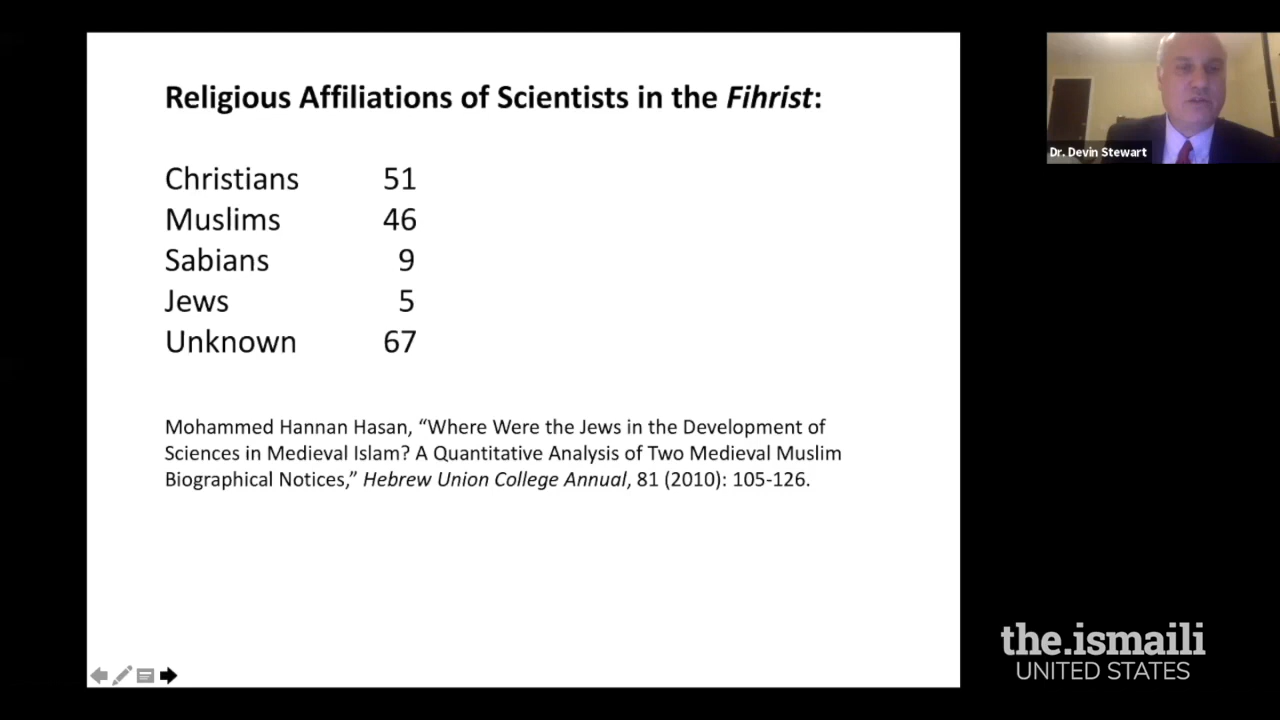 Religious Affiliations of Scientists in the Fihrist:
Christians 51
Muslims 46
Sabians 9
Jews 5
Unknown 67
Mohammed Hannan Hasan, “Where Were the Jews in the Development of
Sciences in Medieval Islam? A Quantitative Analysis of Two Medieval Muslim
Biographical Notices,” Hebrew Union College Annual, 81 (2010): 105-126.
Dr. Devin Stewart
the.ismaili
UNITED STATES